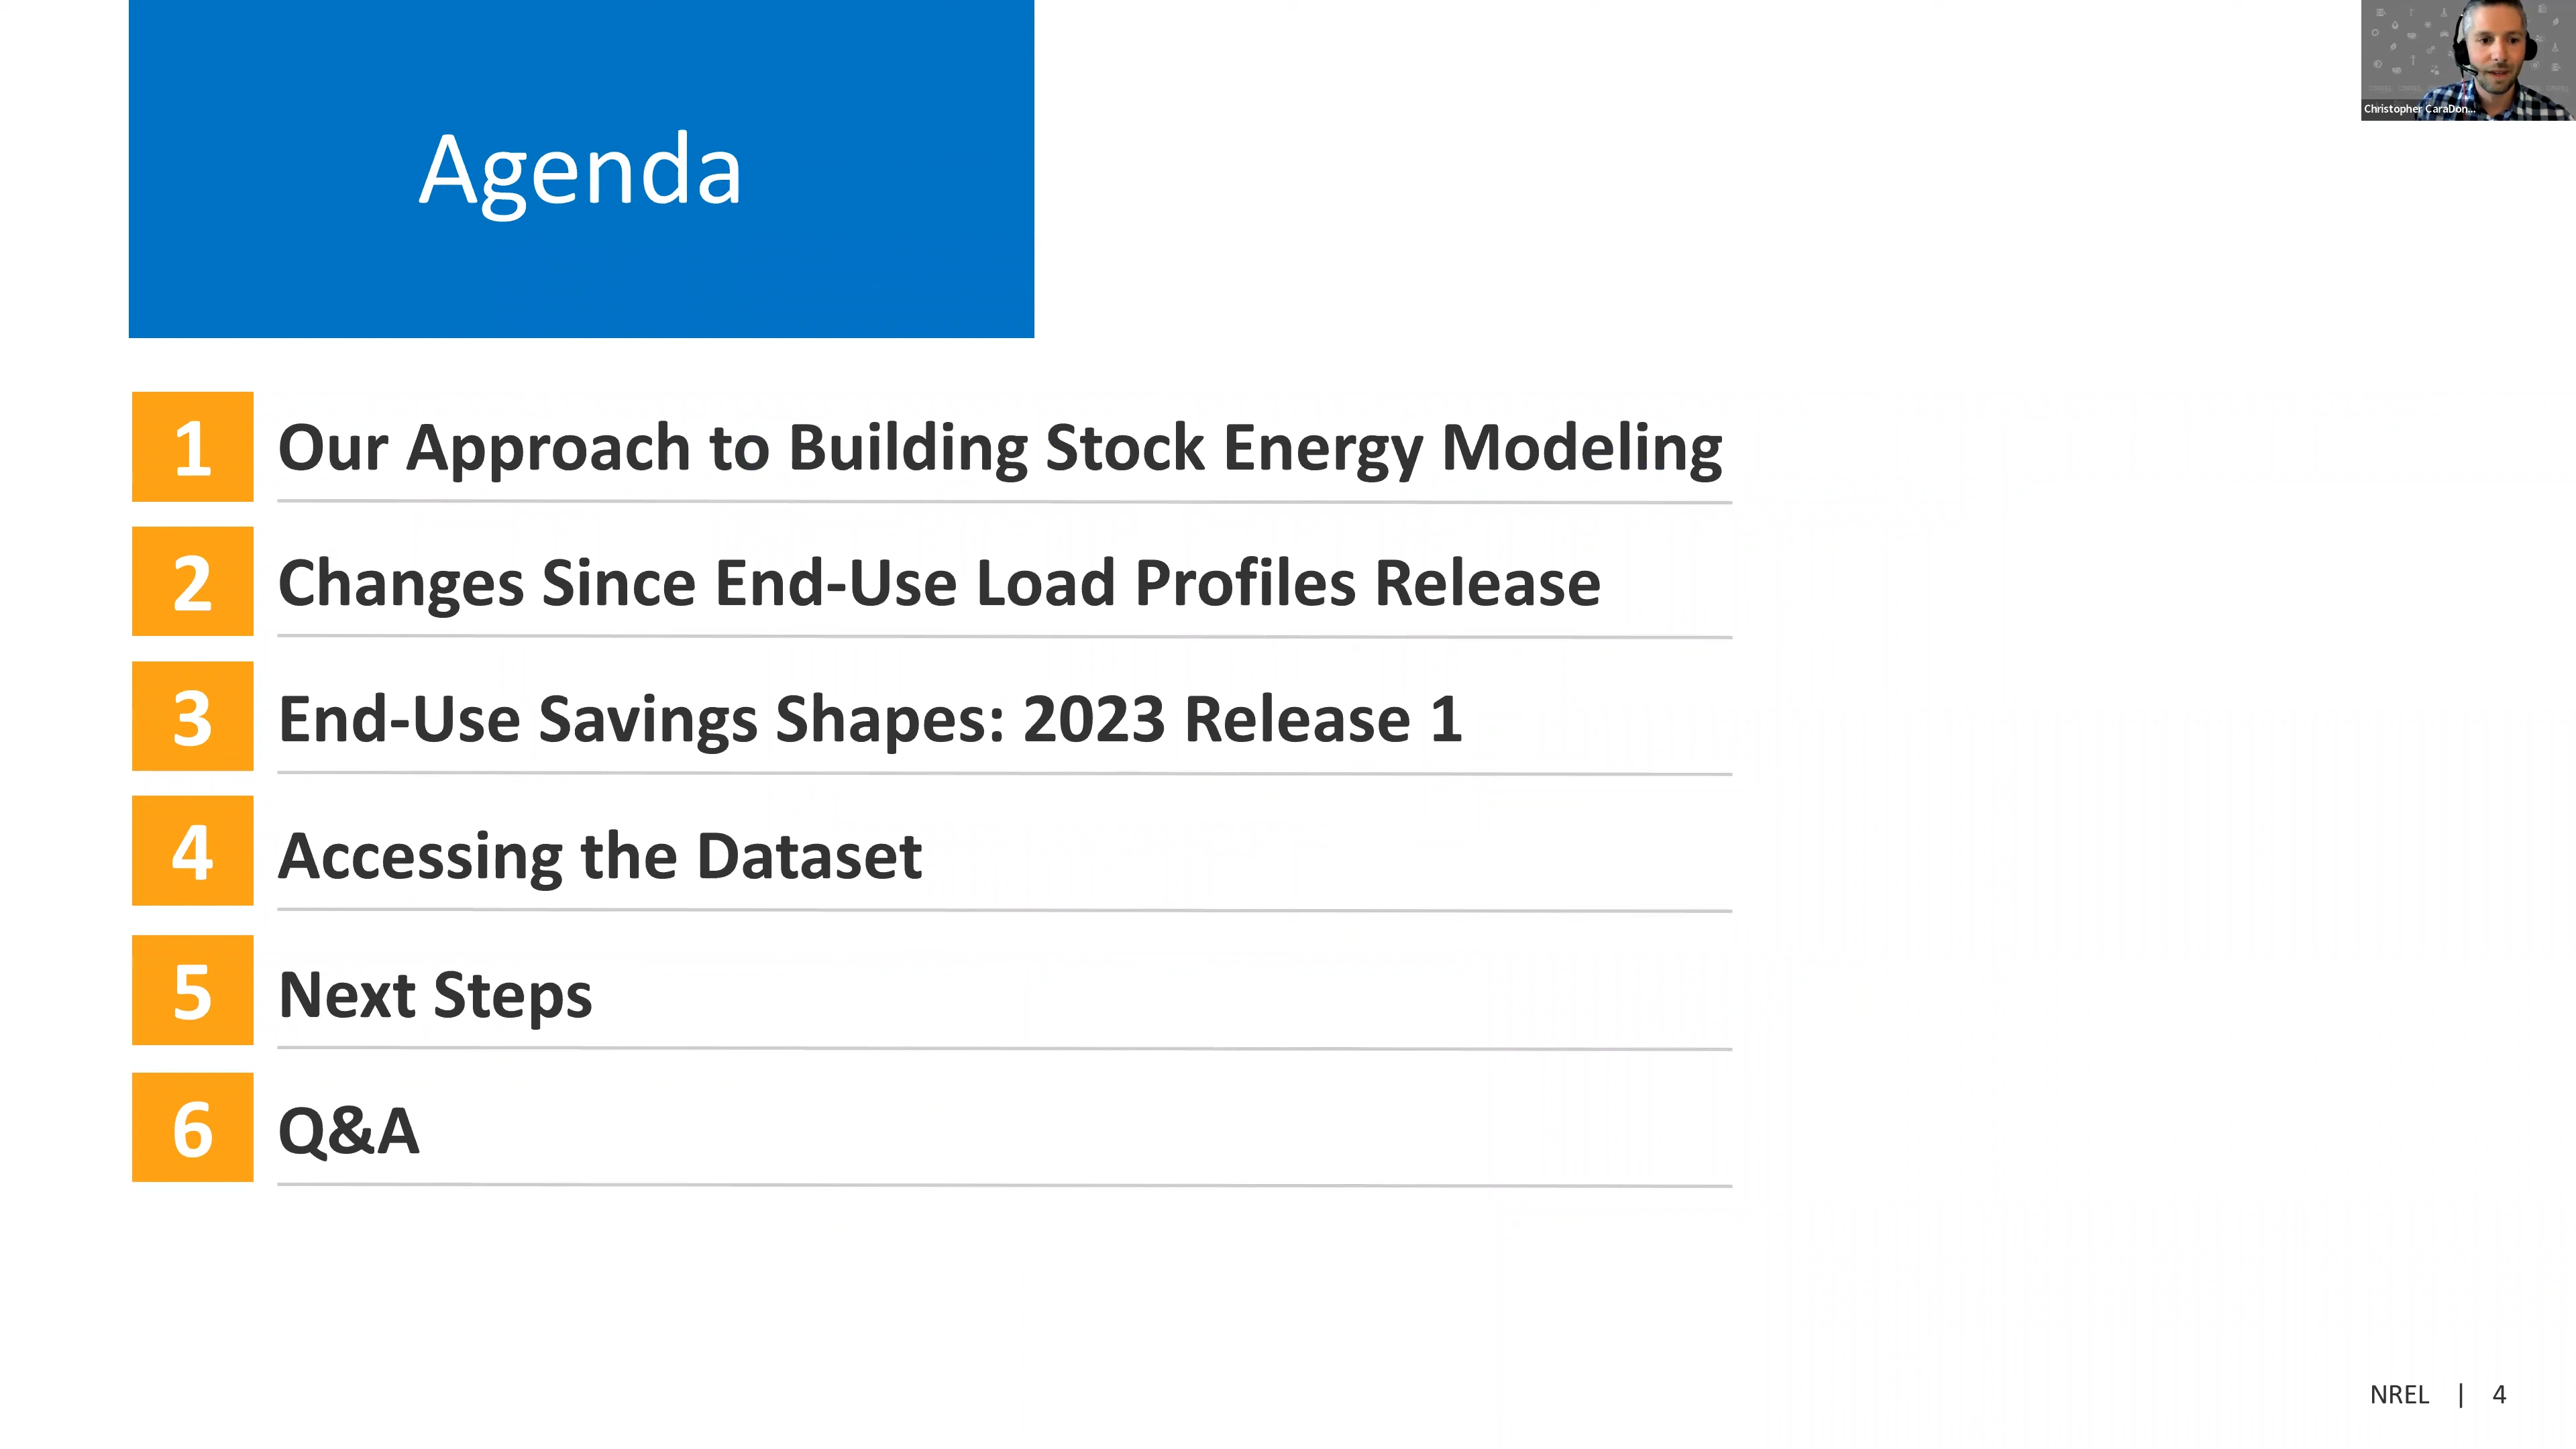 Agenda
Christopher CaraDon...
1 Our Approach to Building Stock Energy Modeling
2 Changes Since End-Use Load Profiles Release
3 End-Use Savings Shapes: 2023 Release 1
4 Accessing the Dataset
5 Next Steps
6 Q&A
NREL | 4